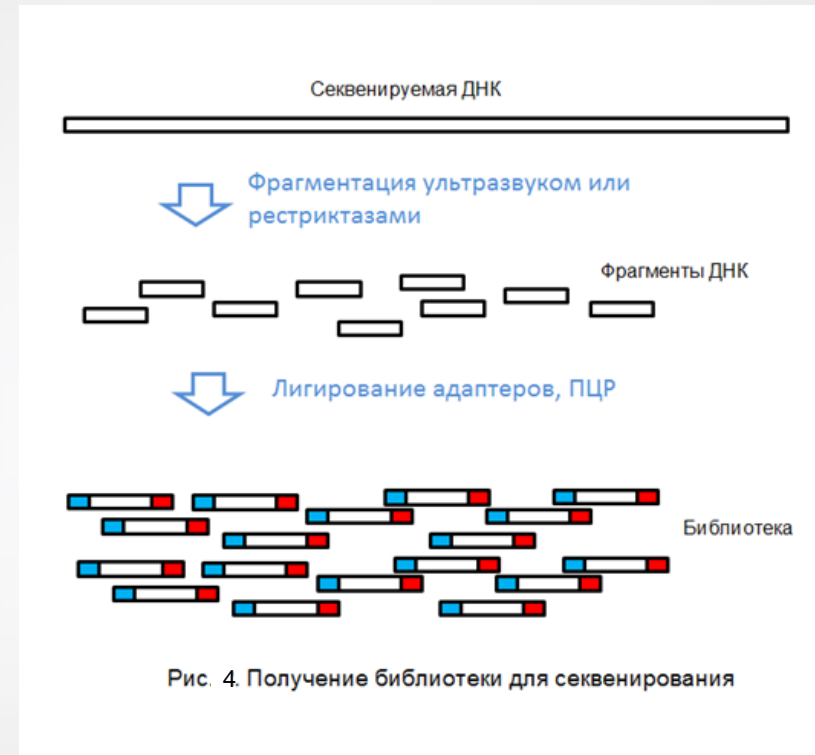 Секвенируемая ДНК
Фрагментация ультразвуком или
рестриктазами
Фрагменты ДНК
Лигирование адаптеров, ПЦР
Библиотека
Рис. 4. Получение библиотеки для секвенирования